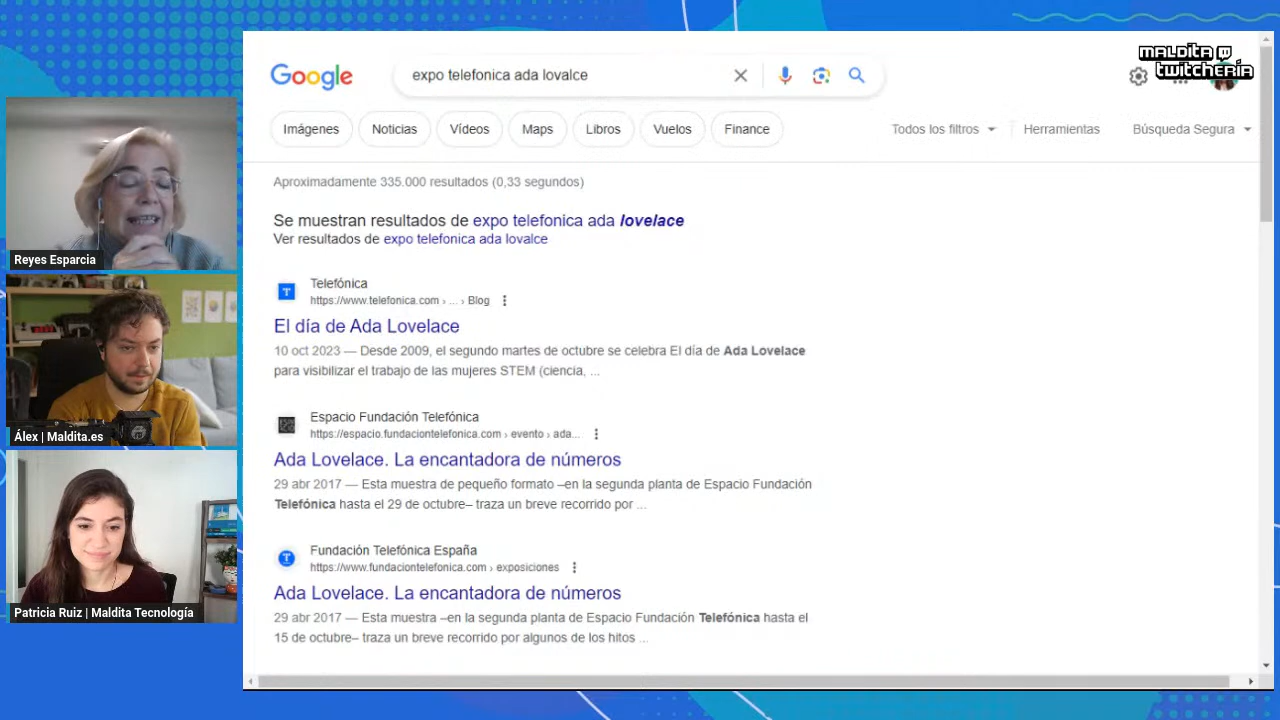 MALDITA
TWITCHERÍA
Google
expo telefonica ada lovalce
Imágenes
Noticias
Vídeos
Maps
Libros
Vuelos
Finance
Todos los filtros
Herramientas
Búsqueda Segura
Aproximadamente 335.000 resultados (0,33 segundos)
Se muestran resultados de expo telefonica ada lovelace
Ver resultados de expo telefonica ada lovalce
Telefónica
https://www.telefonica.com › ... › Blog
El día de Ada Lovelace
10 oct 2023 — Desde 2009, el segundo martes de octubre se celebra El día de Ada Lovelace
para visibilizar el trabajo de las mujeres STEM (ciencia, ...
Espacio Fundación Telefónica
https://espacio.fundaciontelefonica.com › evento › ada...
Ada Lovelace. La encantadora de números
29 abr 2017 — Esta muestra de pequeño formato –en la segunda planta de Espacio Fundación
Telefónica hasta el 29 de octubre– traza un breve recorrido por ...
Fundación Telefónica España
https://www.fundaciontelefonica.com › exposiciones
Ada Lovelace. La encantadora de números
29 abr 2017 — Esta muestra –en la segunda planta de Espacio Fundación Telefónica hasta el
15 de octubre– traza un breve recorrido por algunos de los hitos ...
Reyes Esparcia
Álex | Maldita.es
Patricia Ruiz | Maldita Tecnología